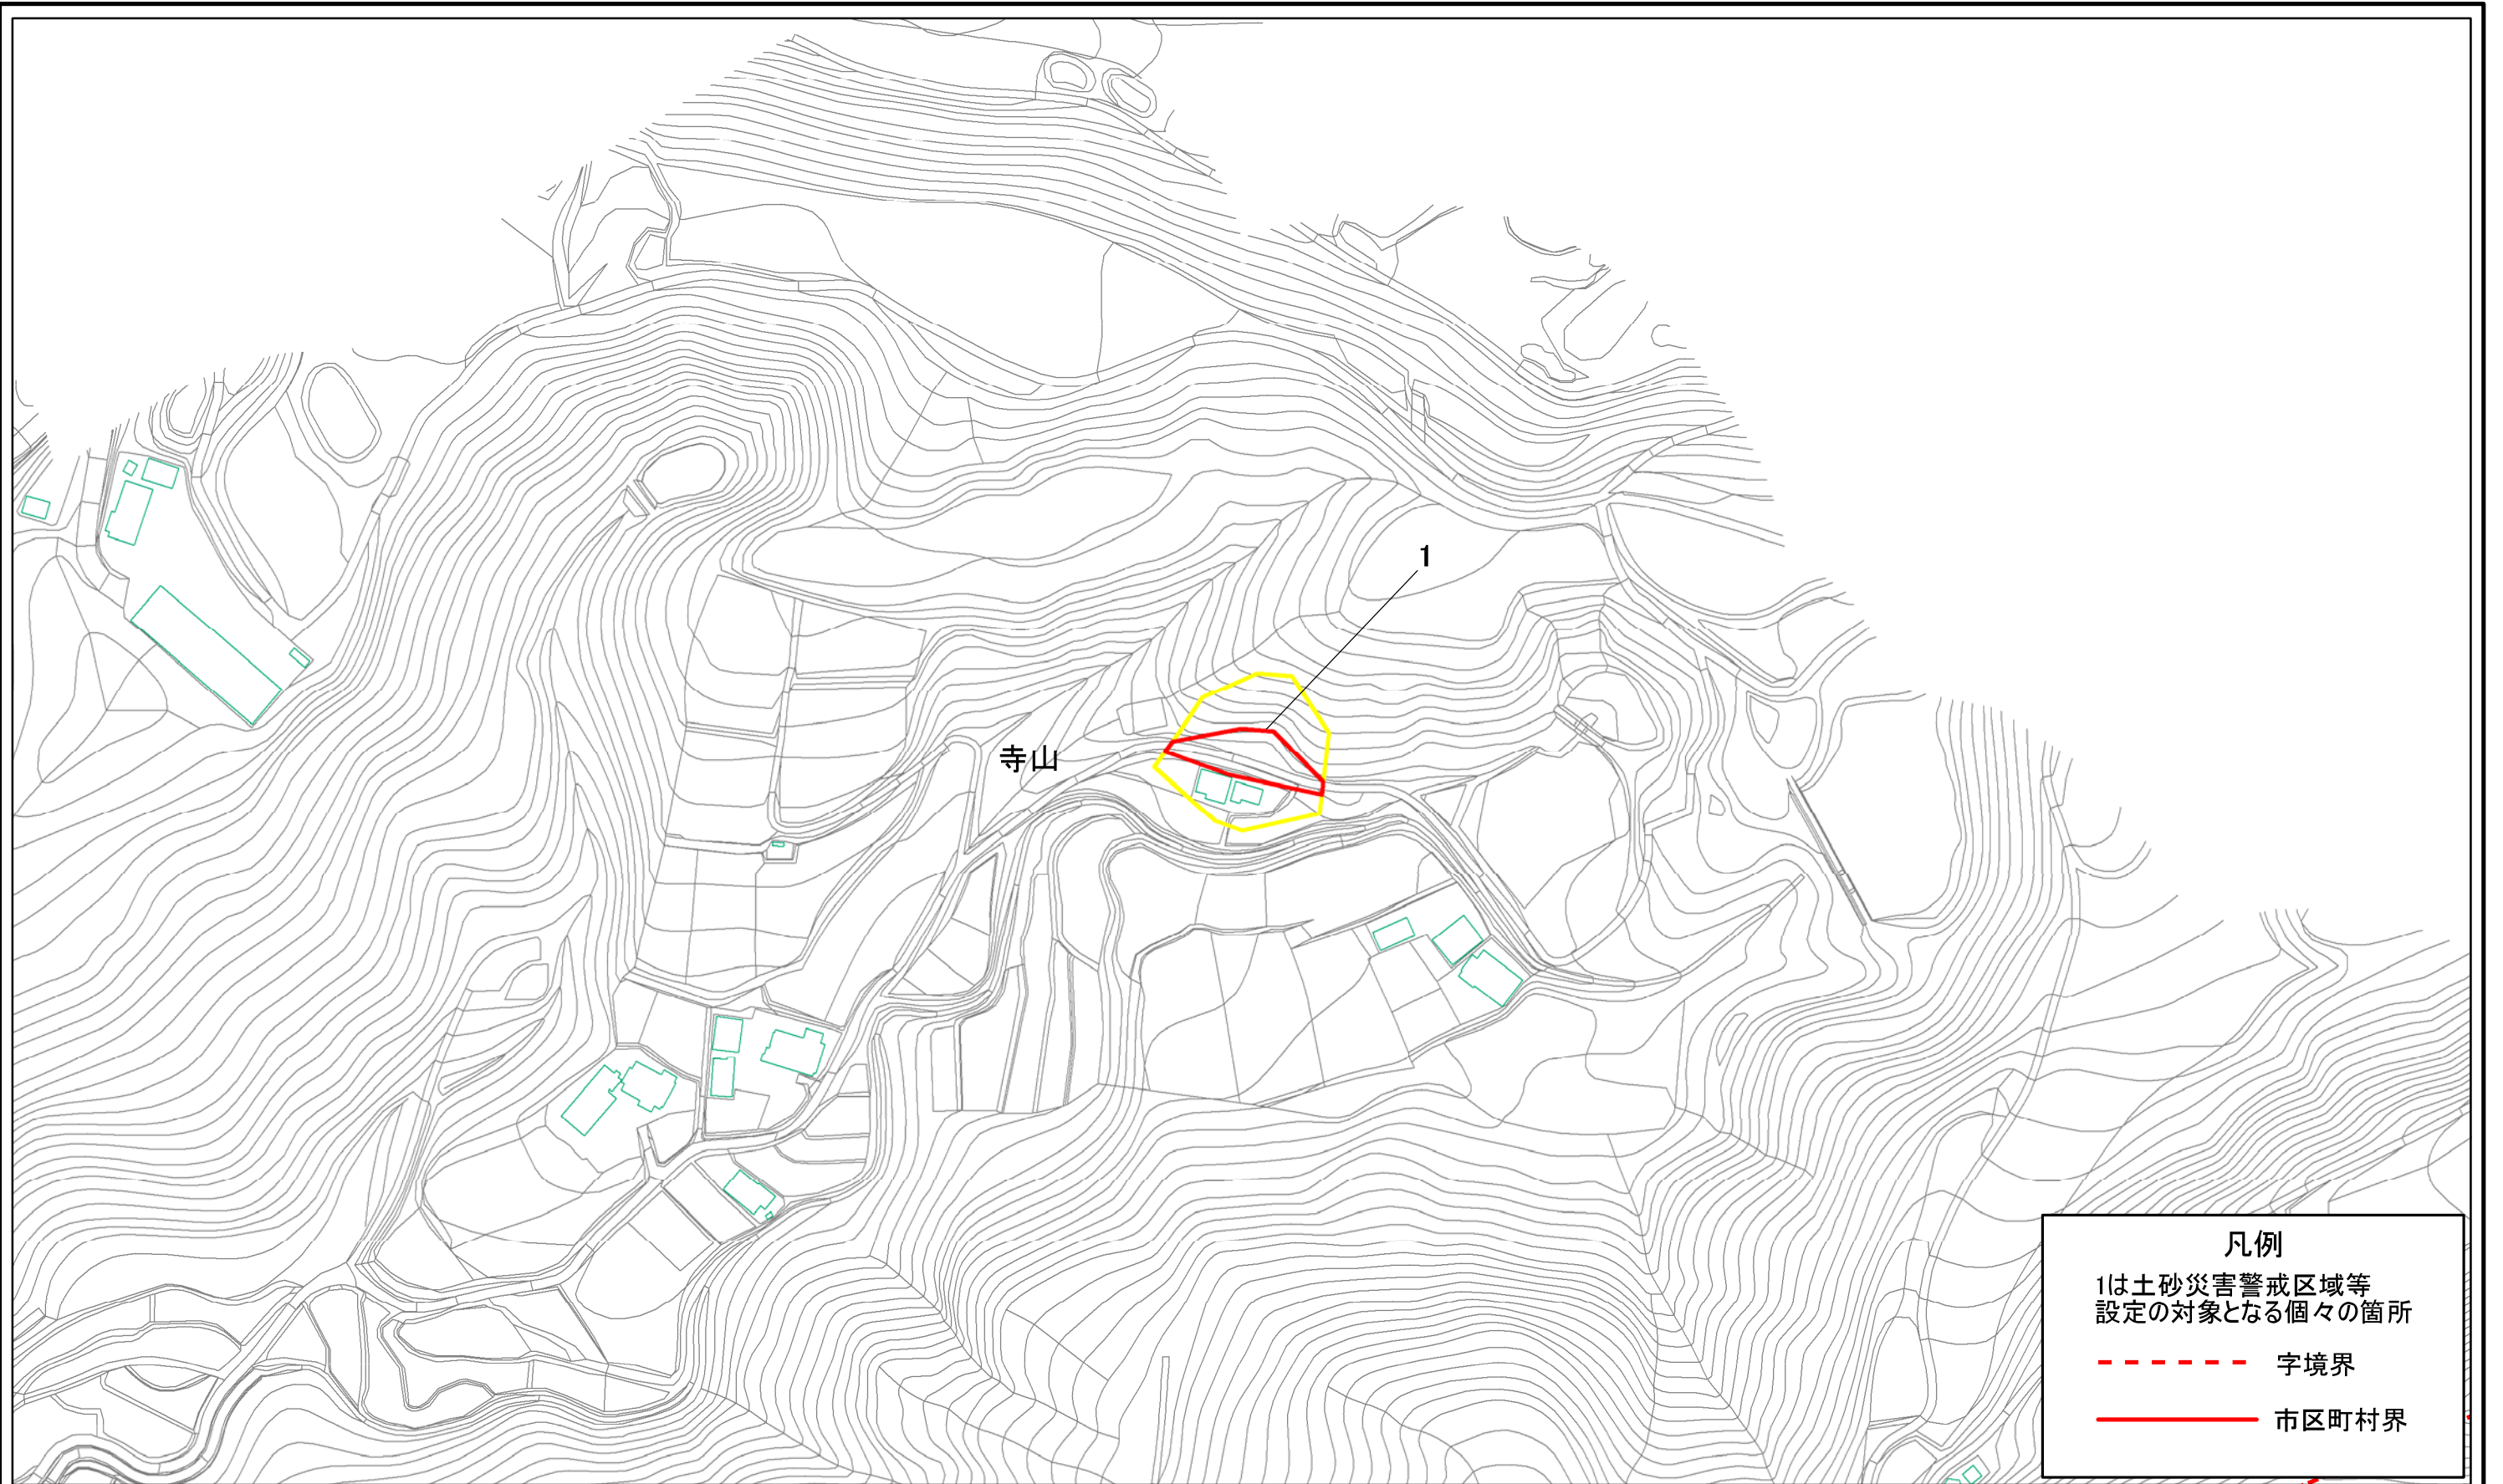 1
寺山
凡例
1は土砂災害警戒区域等
設定の対象となる個々の箇所
字境界
市区町村界